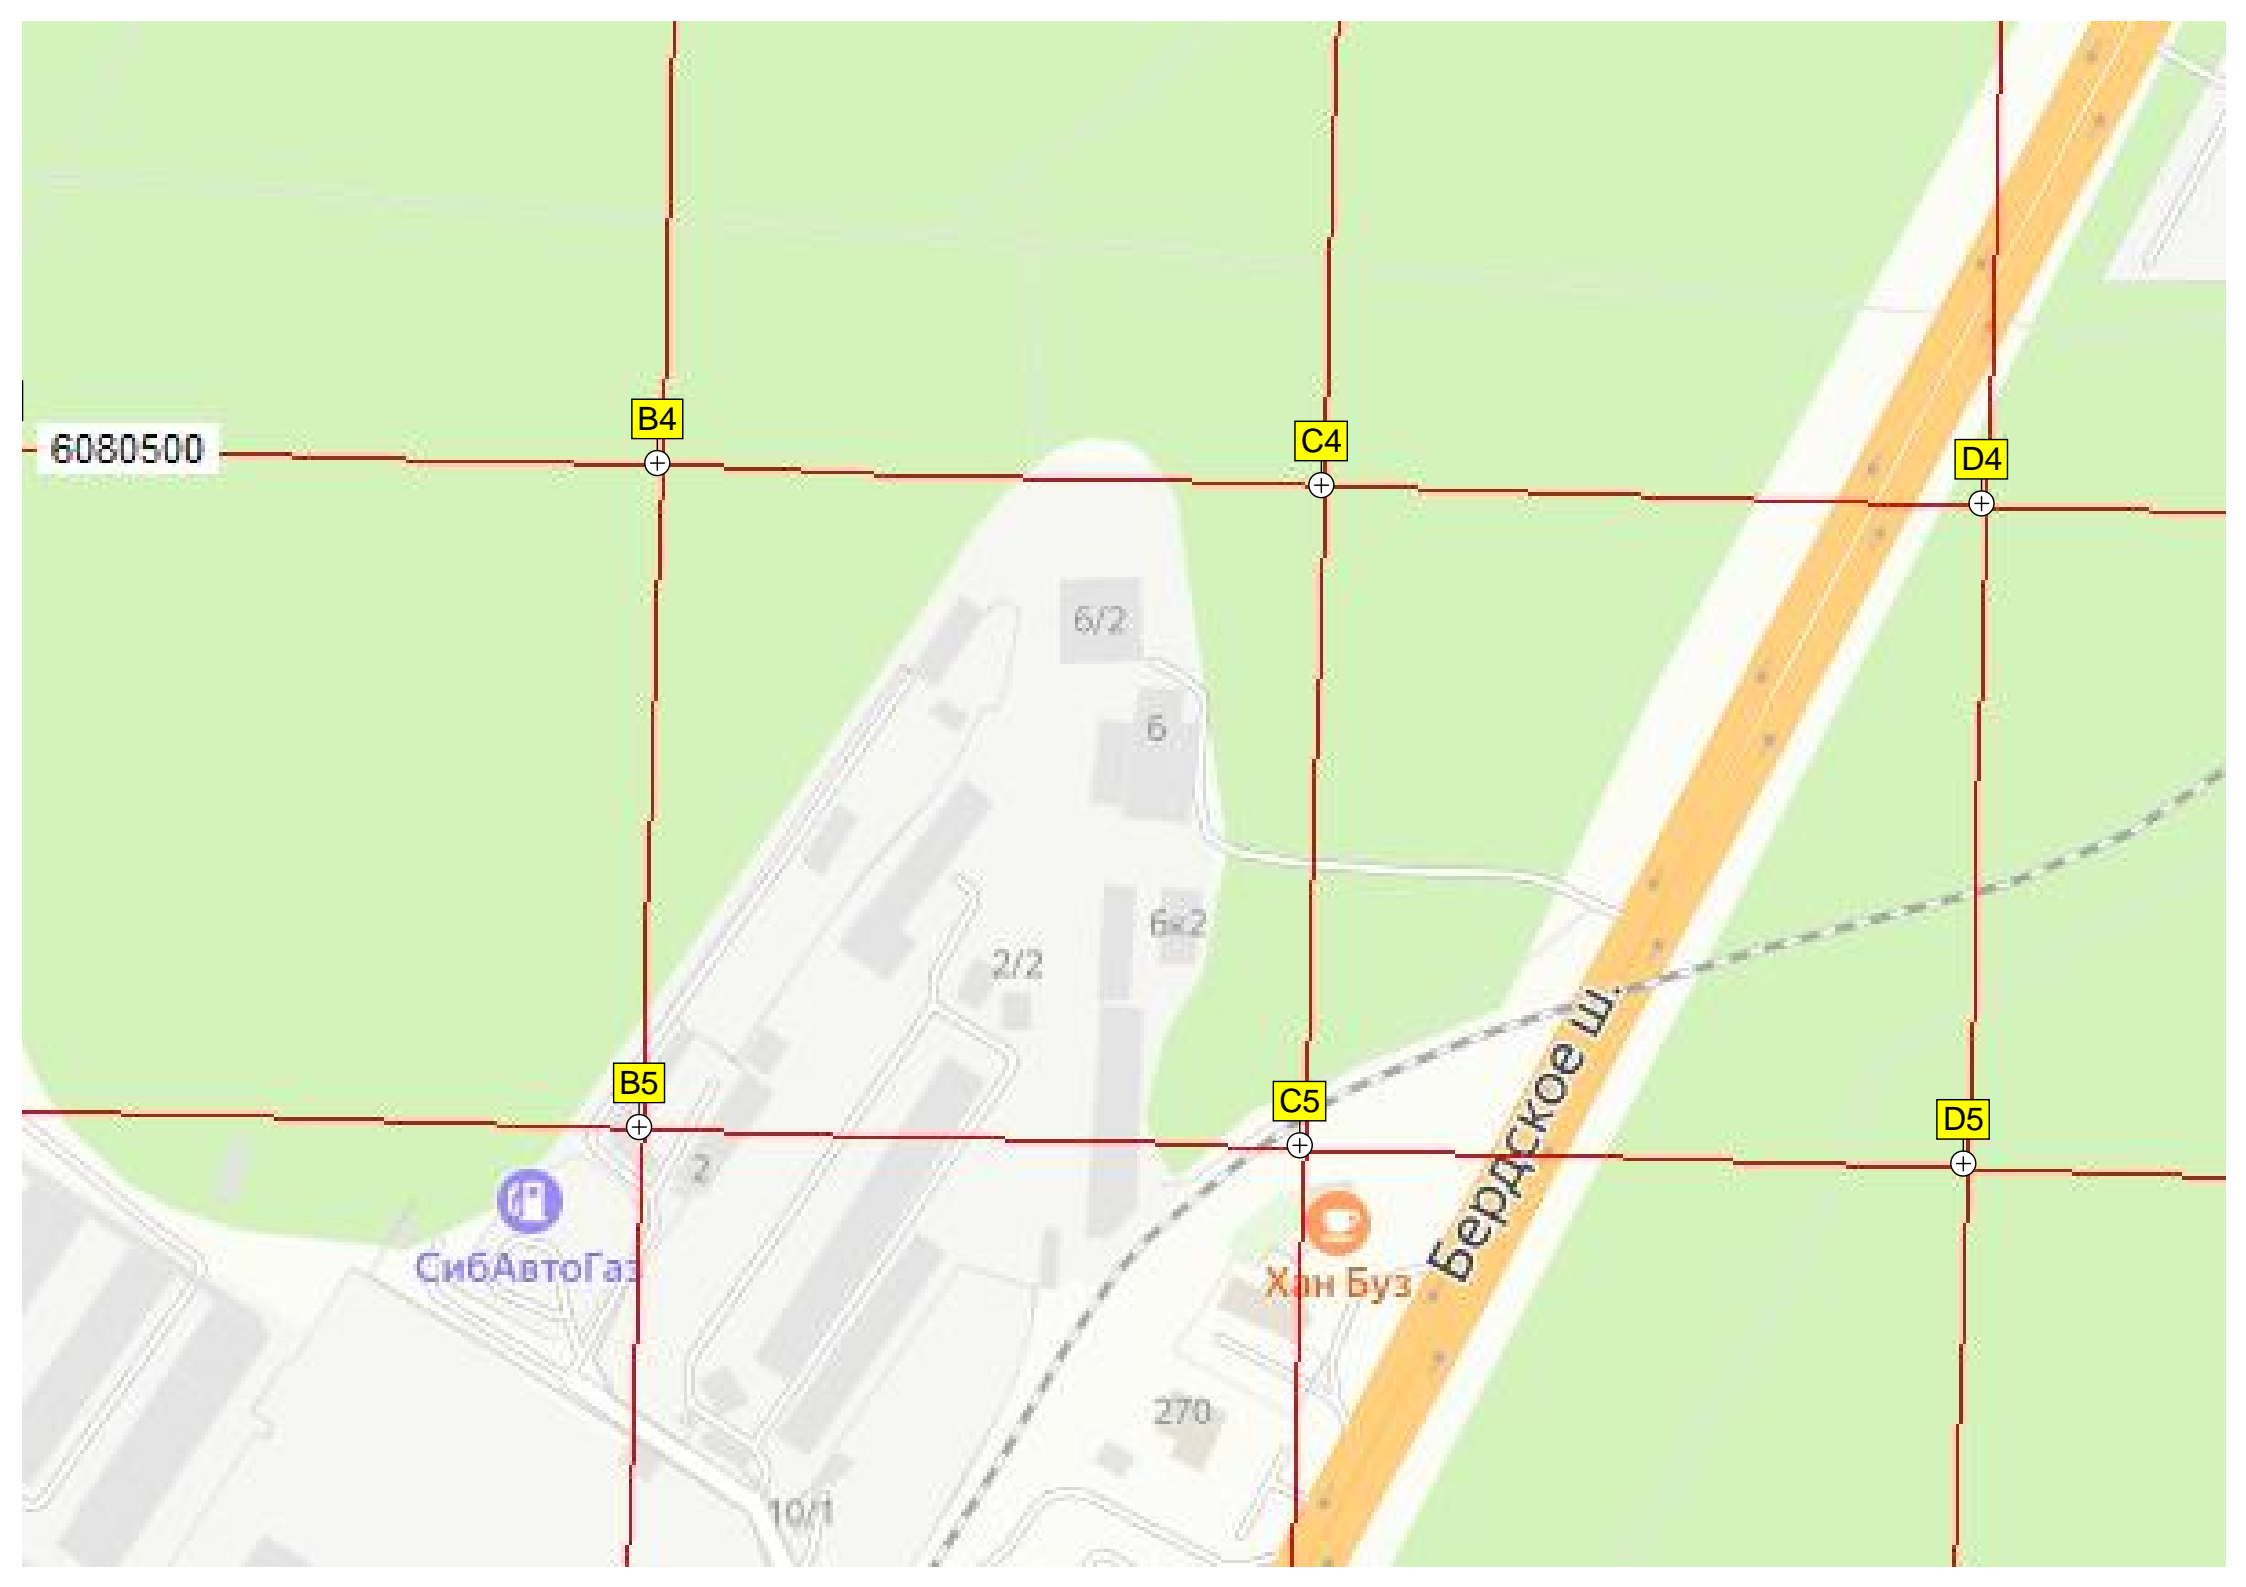 B4
6080500
C4
D4
6/2
6
6к2
2/2
Бердское ш.
B5
C5
D5
2
СибАвтоГаз
Хан Буз
270
10/1